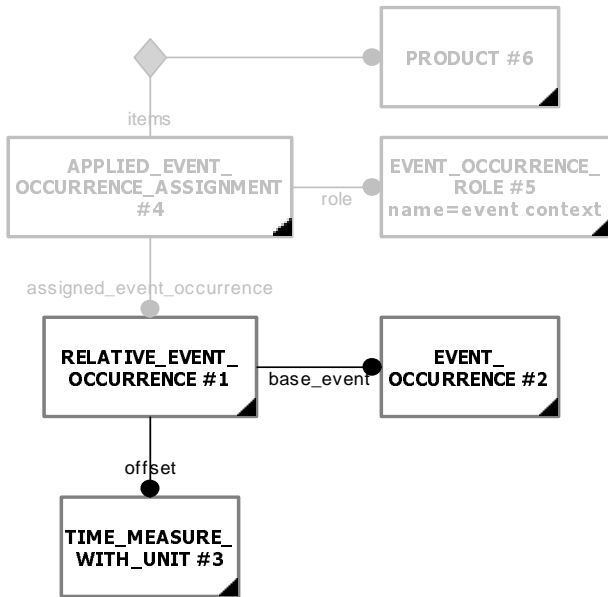 PRODUCT #6
items
APPLIED_EVENT_
OCCURRENCE_ASSIGNMENT
#4
role
EVENT_OCCURRENCE_
ROLE #5
name=event context
assigned_event_occurrence
RELATIVE_EVENT_
OCCURRENCE #1
base_event
EVENT_
OCCURRENCE #2
offset
TIME_MEASURE_
WITH_UNIT #3